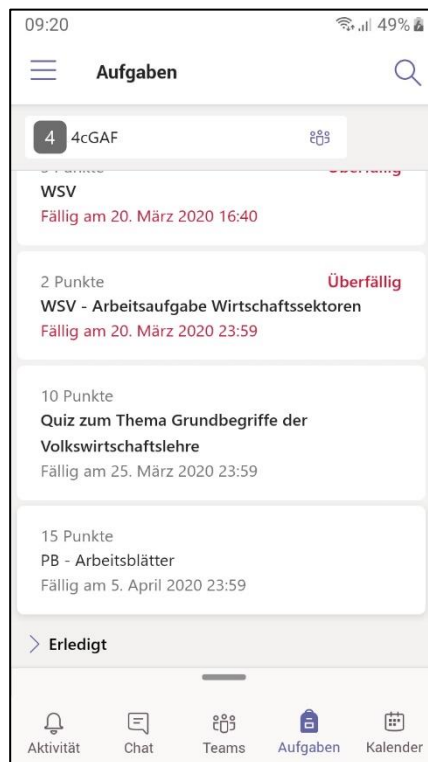 09:20
49%
Aufgaben
4 4cGAF
Überfällig
WSV
Fällig am 20. März 2020 16:40
2 Punkte Überfällig
WSV - Arbeitsaufgabe Wirtschaftssektoren
Fällig am 20. März 2020 23:59
10 Punkte
Quiz zum Thema Grundbegriffe der
Volkswirtschaftslehre
Fällig am 25. März 2020 23:59
15 Punkte
PB - Arbeitsblätter
Fällig am 5. April 2020 23:59
Erledigt
Aktivität Chat Teams Aufgaben Kalender